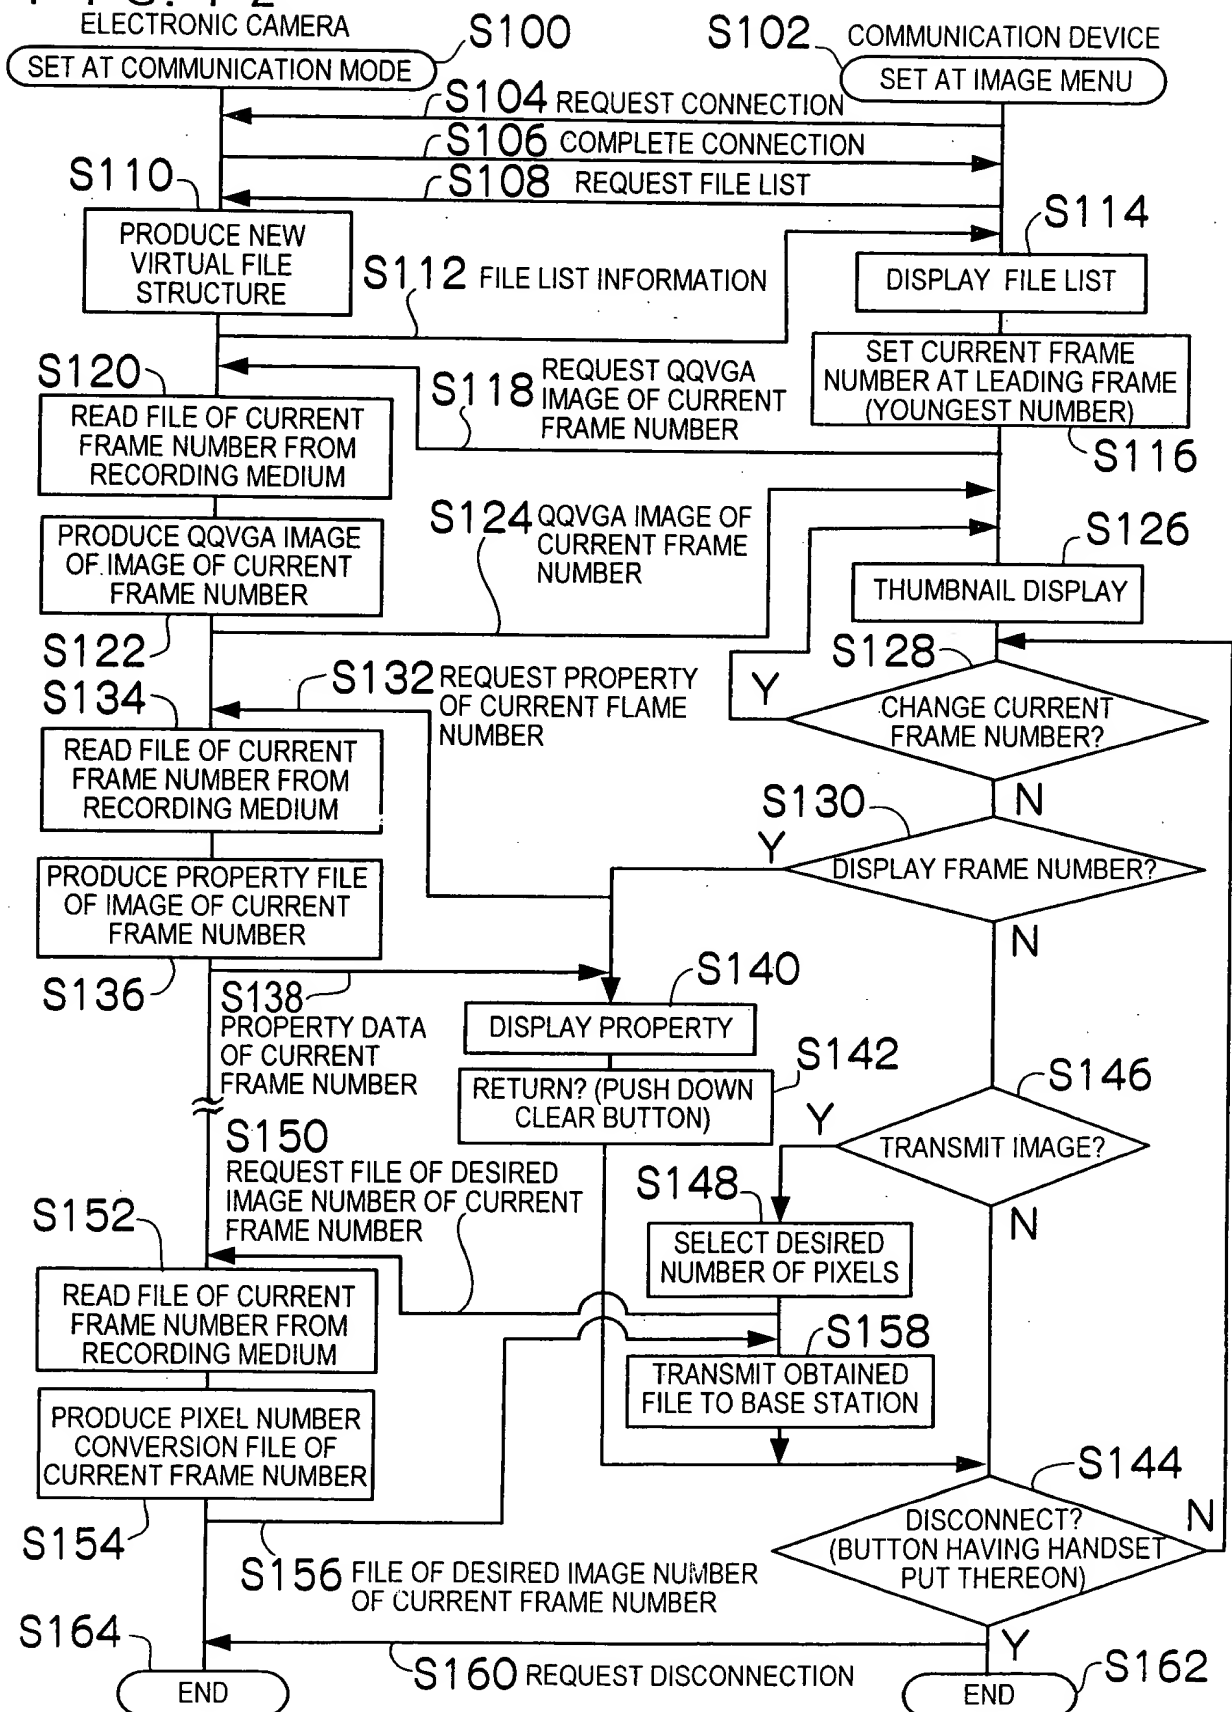 FIG. 12
ELECTRONIC CAMERA
S100
SET AT COMMUNICATION MODE
S102
COMMUNICATION DEVICE
SET AT IMAGE MENU
S104 REQUEST CONNECTION
S106 COMPLETE CONNECTION
S108 REQUEST FILE LIST
S110
PRODUCE NEW
VIRTUAL FILE
STRUCTURE
S112 FILE LIST INFORMATION
S114
DISPLAY FILE LIST
SET CURRENT FRAME
NUMBER AT LEADING FRAME
(YOUNGEST NUMBER)
S116
S118 REQUEST QQVGA
IMAGE OF CURRENT
FRAME NUMBER
S120
READ FILE OF CURRENT
FRAME NUMBER FROM
RECORDING MEDIUM
PRODUCE QQVGA IMAGE
OF IMAGE OF CURRENT
FRAME NUMBER
S122
S124 QQVGA IMAGE OF
CURRENT FRAME
NUMBER
S126
THUMBNAIL DISPLAY
S128
Y
CHANGE CURRENT
FRAME NUMBER?
N
S132 REQUEST PROPERTY
OF CURRENT FLAME
NUMBER
S134
READ FILE OF CURRENT
FRAME NUMBER FROM
RECORDING MEDIUM
S130
Y
DISPLAY FRAME NUMBER?
N
PRODUCE PROPERTY FILE
OF IMAGE OF CURRENT
FRAME NUMBER
S136
S138
PROPERTY DATA
OF CURRENT
FRAME NUMBER
S140
DISPLAY PROPERTY
S142
RETURN? (PUSH DOWN
CLEAR BUTTON)
S146
Y
TRANSMIT IMAGE?
N
S148
SELECT DESIRED
NUMBER OF PIXELS
S150
REQUEST FILE OF DESIRED
IMAGE NUMBER OF CURRENT
FRAME NUMBER
S152
READ FILE OF CURRENT
FRAME NUMBER FROM
RECORDING MEDIUM
S158
TRANSMIT OBTAINED
FILE TO BASE STATION
PRODUCE PIXEL NUMBER
CONVERSION FILE OF
CURRENT FRAME NUMBER
S154
S156 FILE OF DESIRED IMAGE NUMBER
OF CURRENT FRAME NUMBER
S144
N
DISCONNECT?
(BUTTON HAVING HANDSET
PUT THEREON)
Y
S160 REQUEST DISCONNECTION
S164
END
S162
END